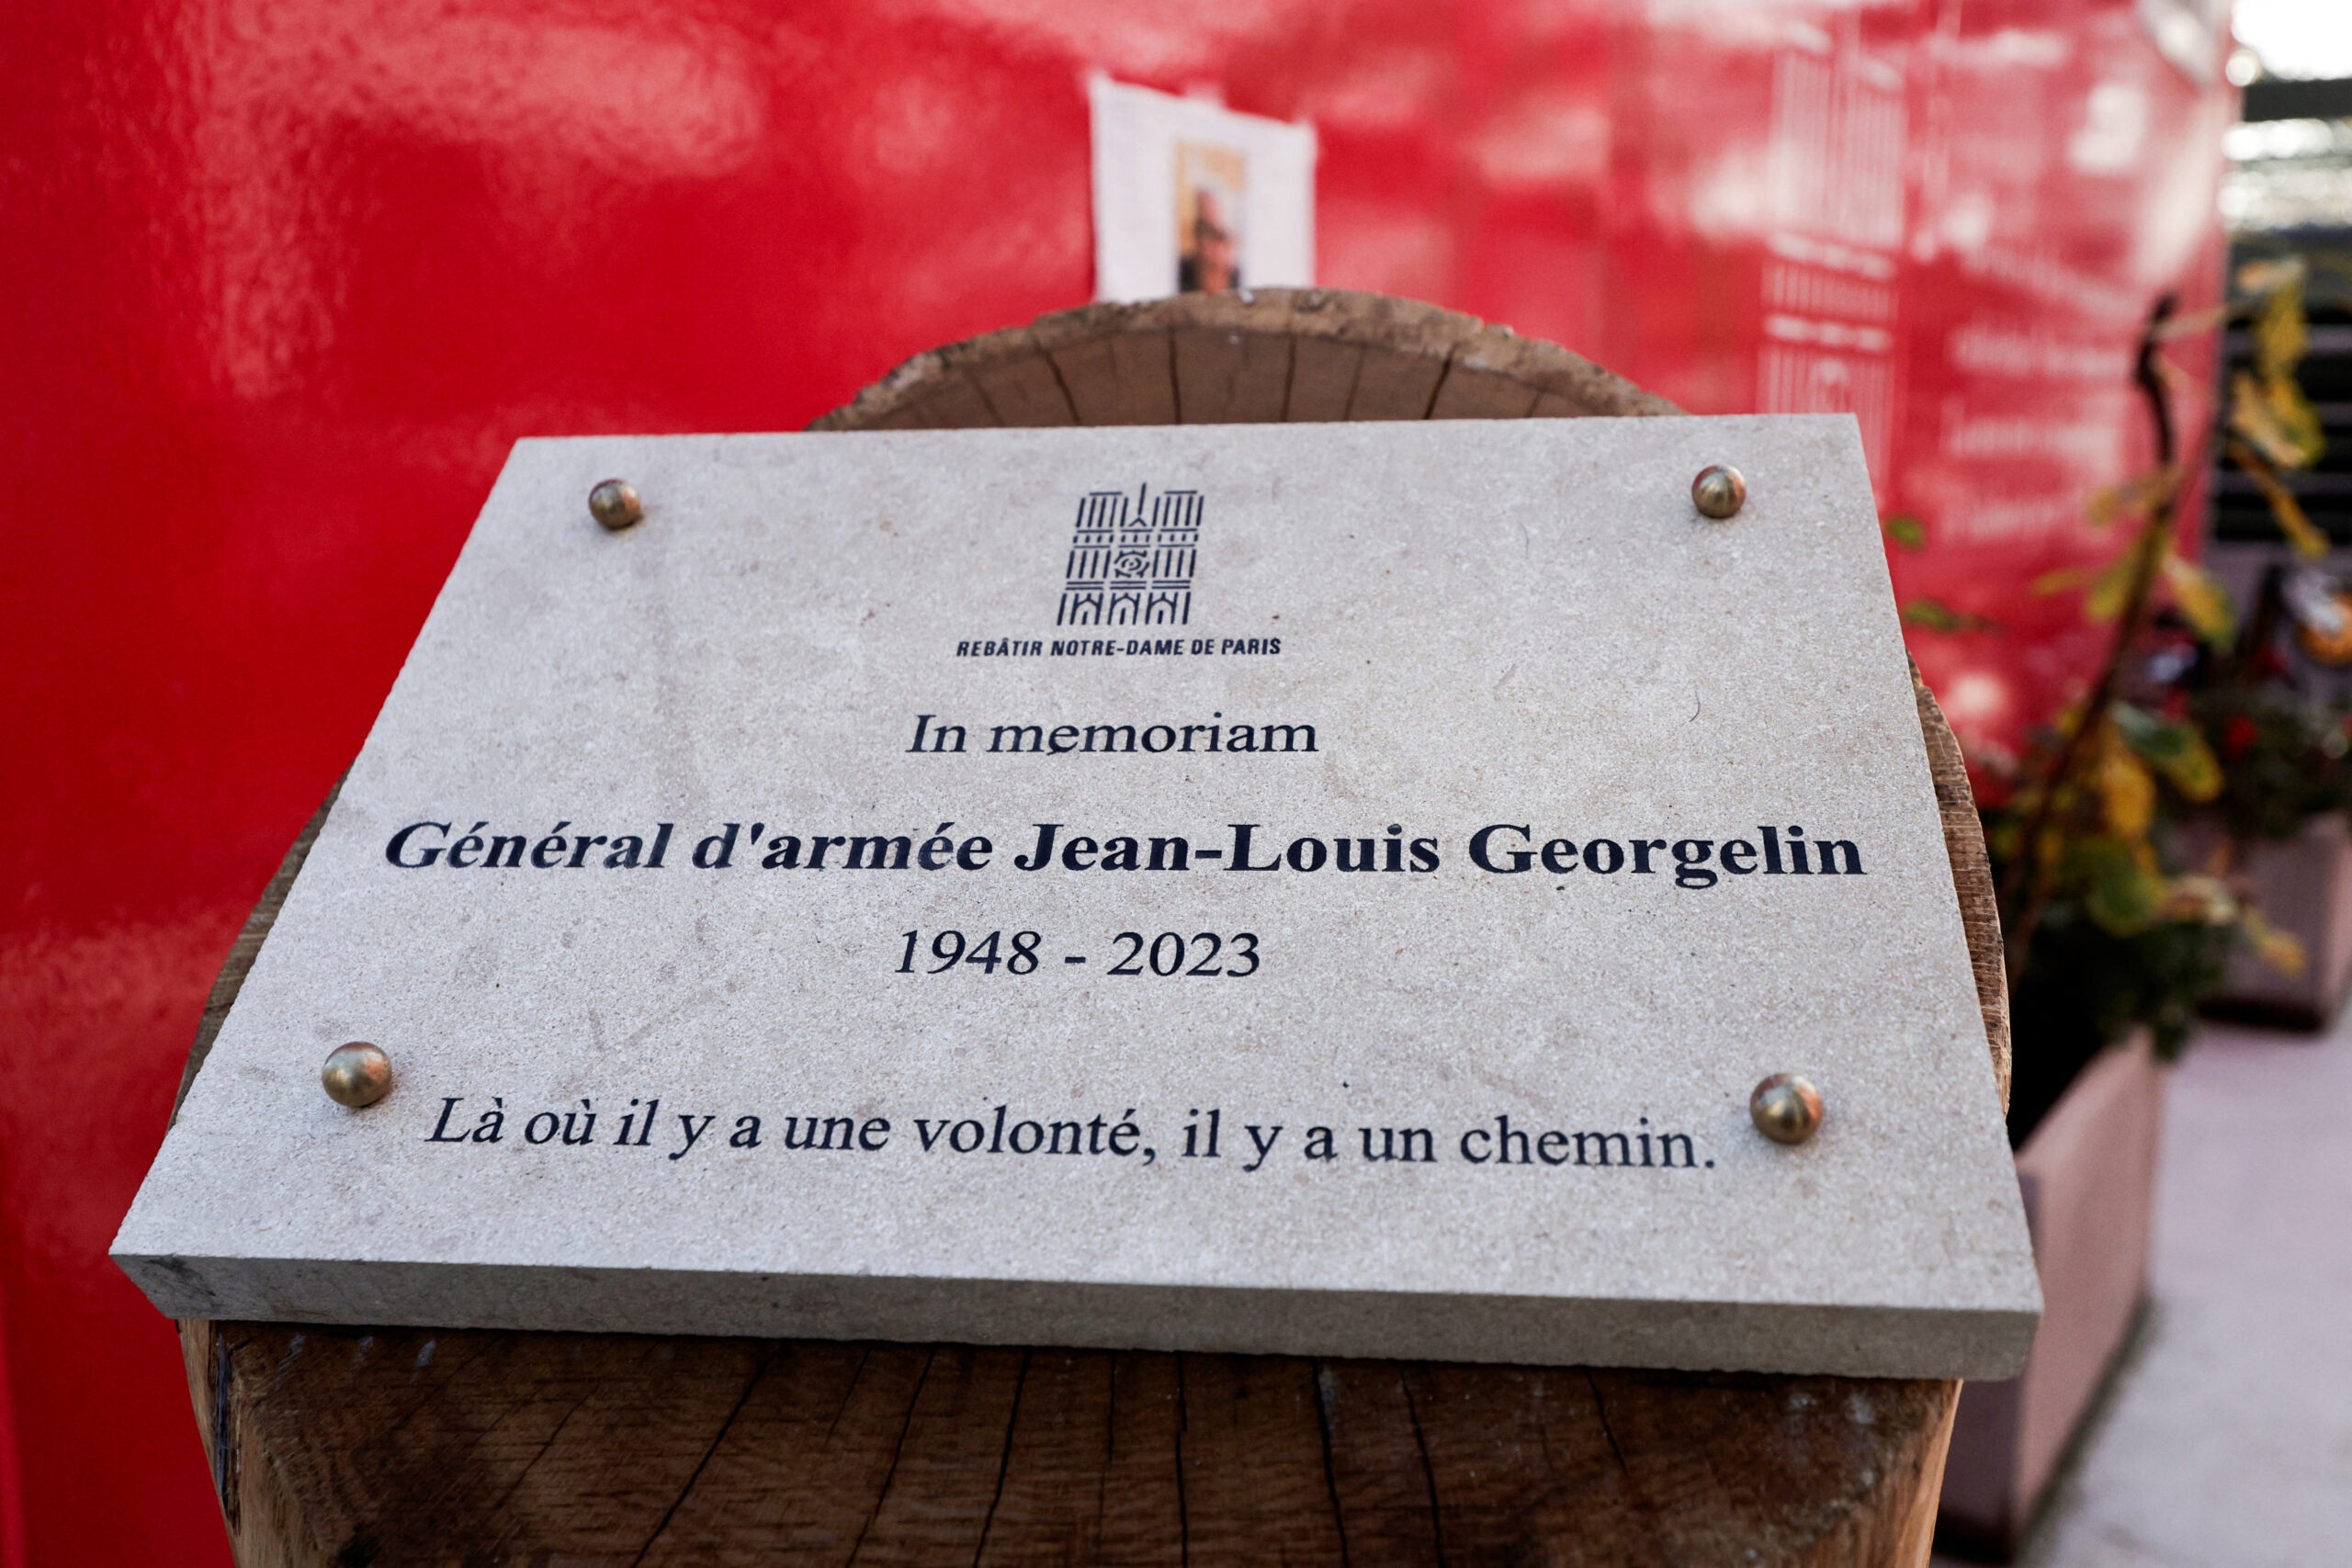 REBÂTIR NOTRE-DAME DE PARIS
In memoriam
Général d'armée Jean-Louis Georgelin
1948 - 2023
Là où il y a une volonté, il y a un chemin.